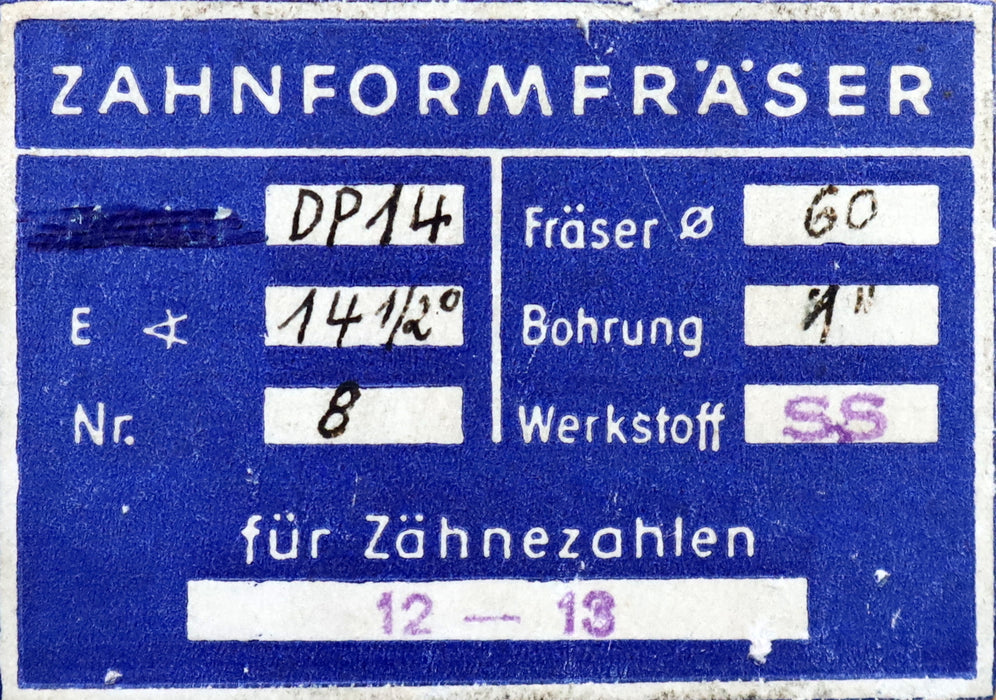 ZAHNFORMFRÄSER
DP14
E ∢ 14 1/2°
Nr. 8
Fräser Ø 60
Bohrung 1"
Werkstoff SS
für Zähnezahlen
12 — 13